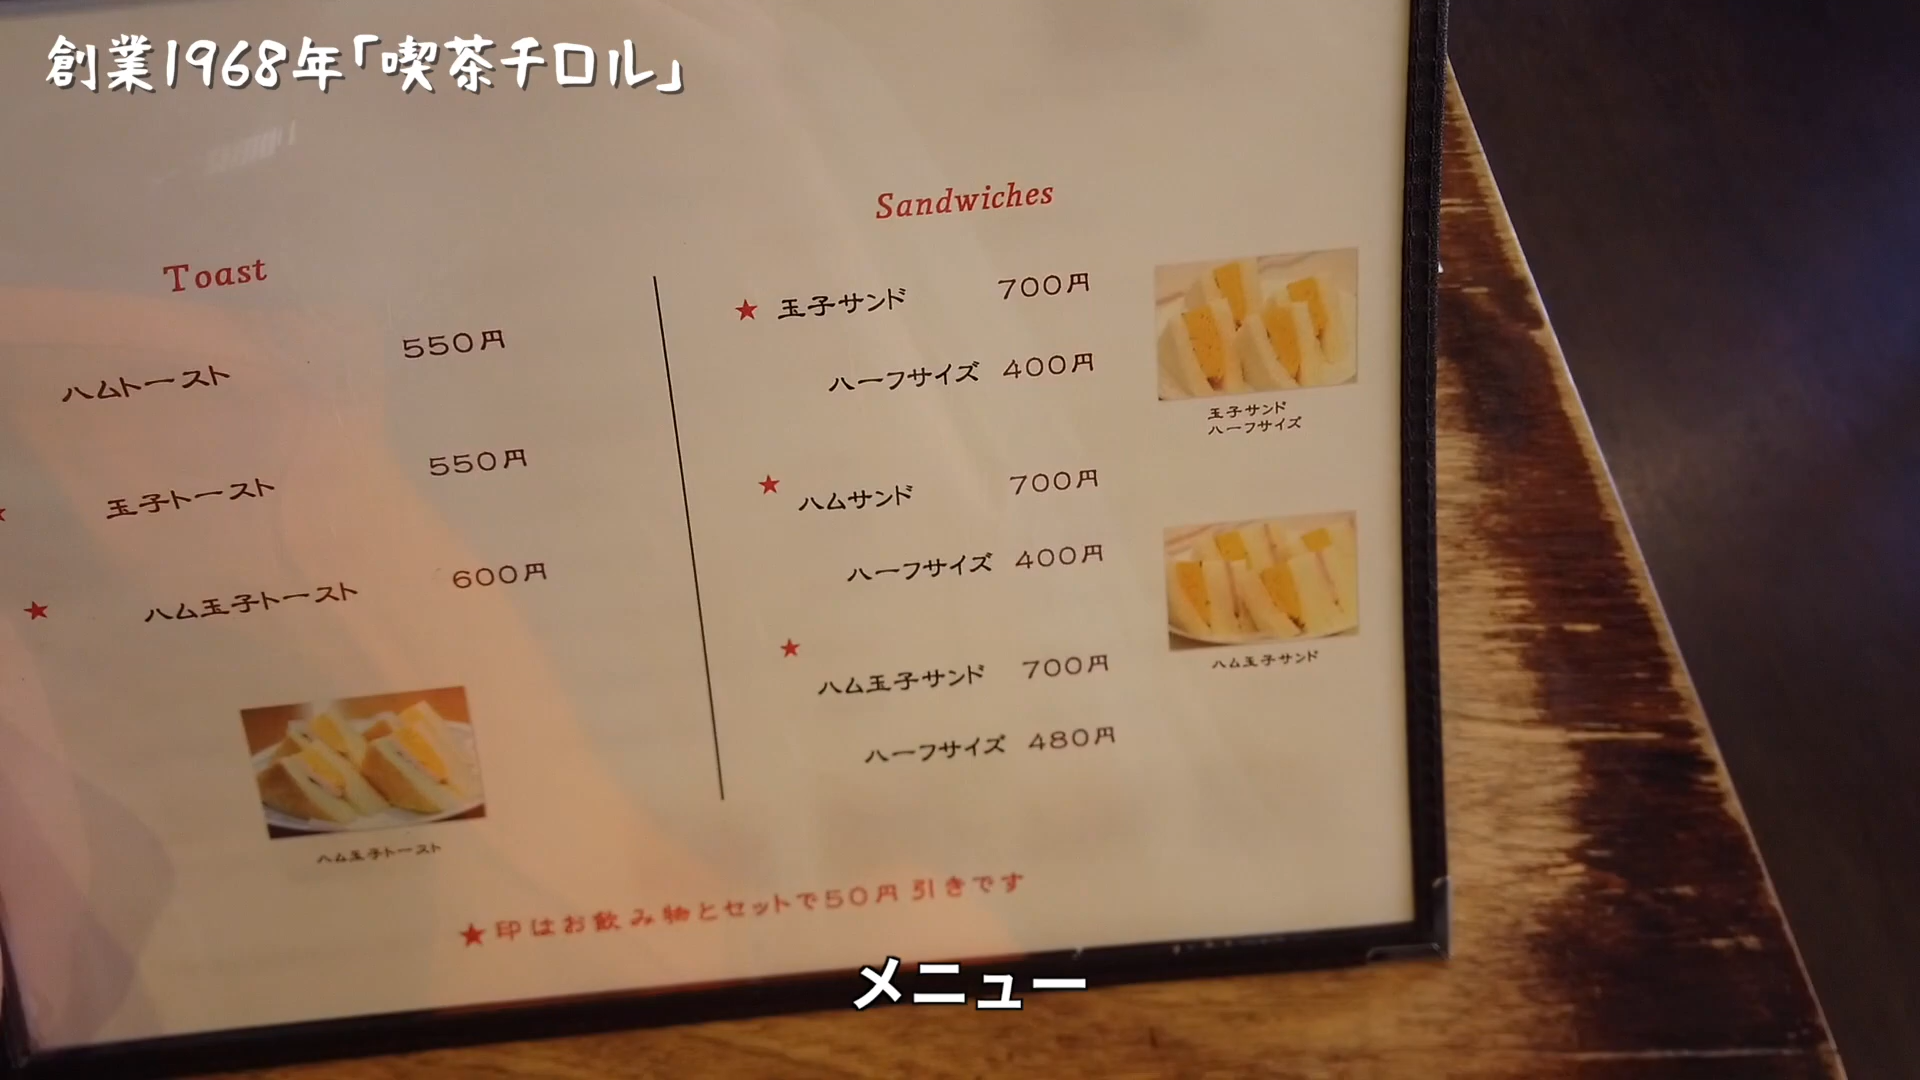 創業1968年「喫茶チロル」
Toast
ハムトースト 550円
★ 玉子トースト 550円
★ ハム玉子トースト 600円
ハム玉子トースト
Sandwiches
★ 玉子サンド 700円
ハーフサイズ 400円
玉子サンド
ハーフサイズ
★ ハムサンド 700円
ハーフサイズ 400円
★ ハム玉子サンド 700円
ハーフサイズ 480円
ハム玉子サンド
★印はお飲み物とセットで50円引きです
メニュー